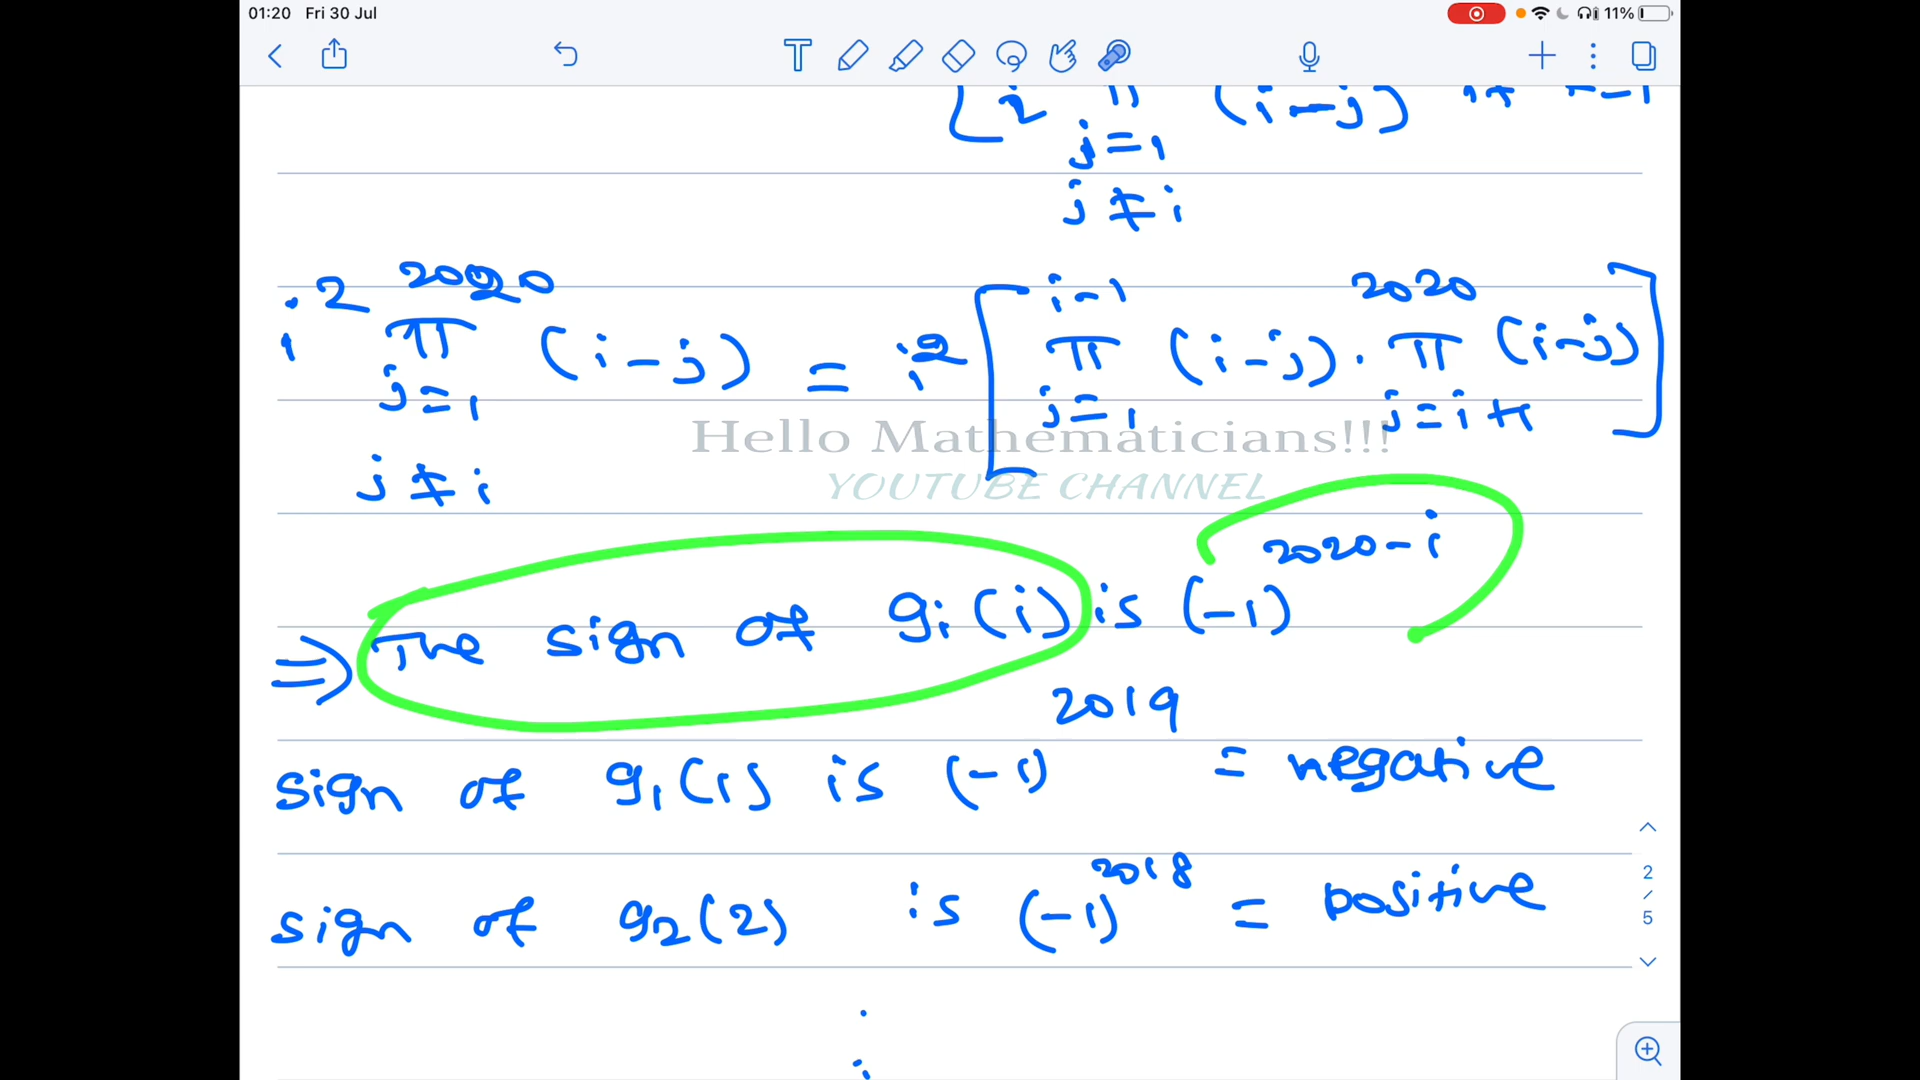 01:20 Fri 30 Jul 11%
[i² Π (i-j) if
j=1
j≠i
i² Π (i-j) = i² [ Π (i-j) · Π (i-j) ]
2020 i-1 2020
j=1 j=1 j=i+1
j≠i
Hello Mathematicians!!!
YOUTUBE CHANNEL
⇒ The sign of gᵢ(i) is (-1)²⁰²⁰⁻ⁱ
sign of g₁(1) is (-1)²⁰¹⁹ = negative
sign of g₂(2) is (-1)²⁰¹⁸ = positive
2
/
5